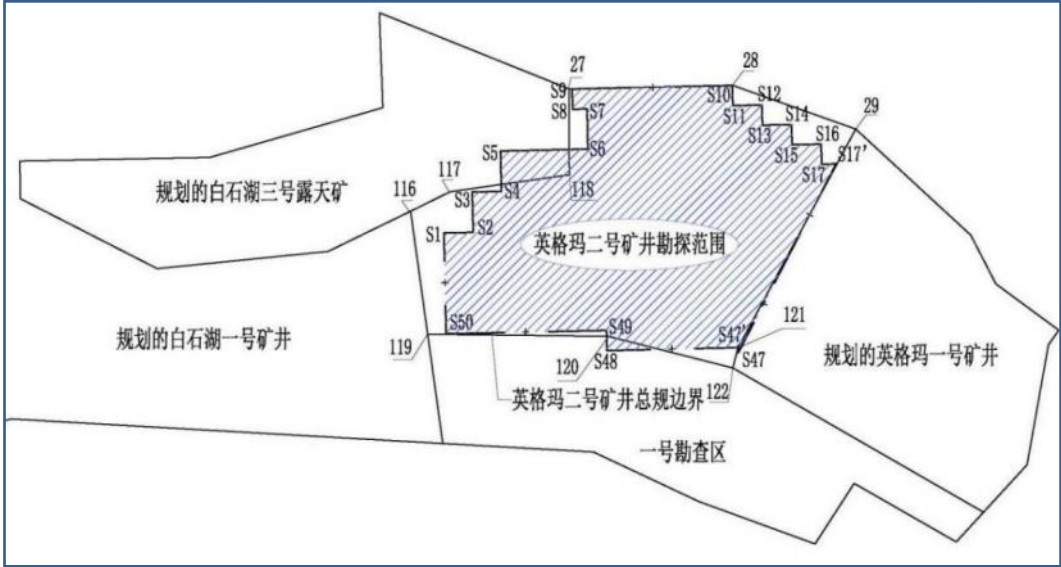 27
28
S9
S10
S12
S8
S7
S11
29
S14
S13
S16
S5
S6
S15
S17'
117
S17
116
规划的白石湖三号露天矿
S3
S4
118
S1
S2
英格玛二号矿井勘探范围
S50
S49
S47'
121
规划的白石湖一号矿井
119
120
S48
S47
规划的英格玛一号矿井
英格玛二号矿井总规边界
122
一号勘查区